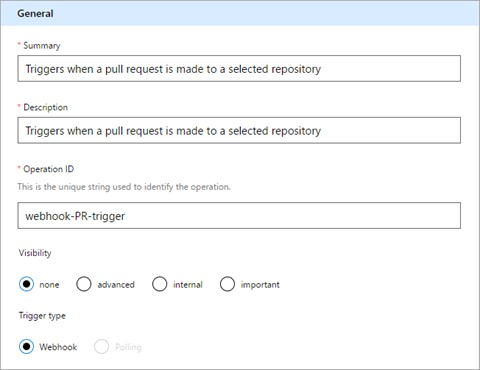 General
* Summary
Triggers when a pull request is made to a selected repository
* Description
Triggers when a pull request is made to a selected repository
* Operation ID
This is the unique string used to identify the operation.
webhook-PR-trigger
Visibility
none advanced internal important
Trigger type
Webhook Polling